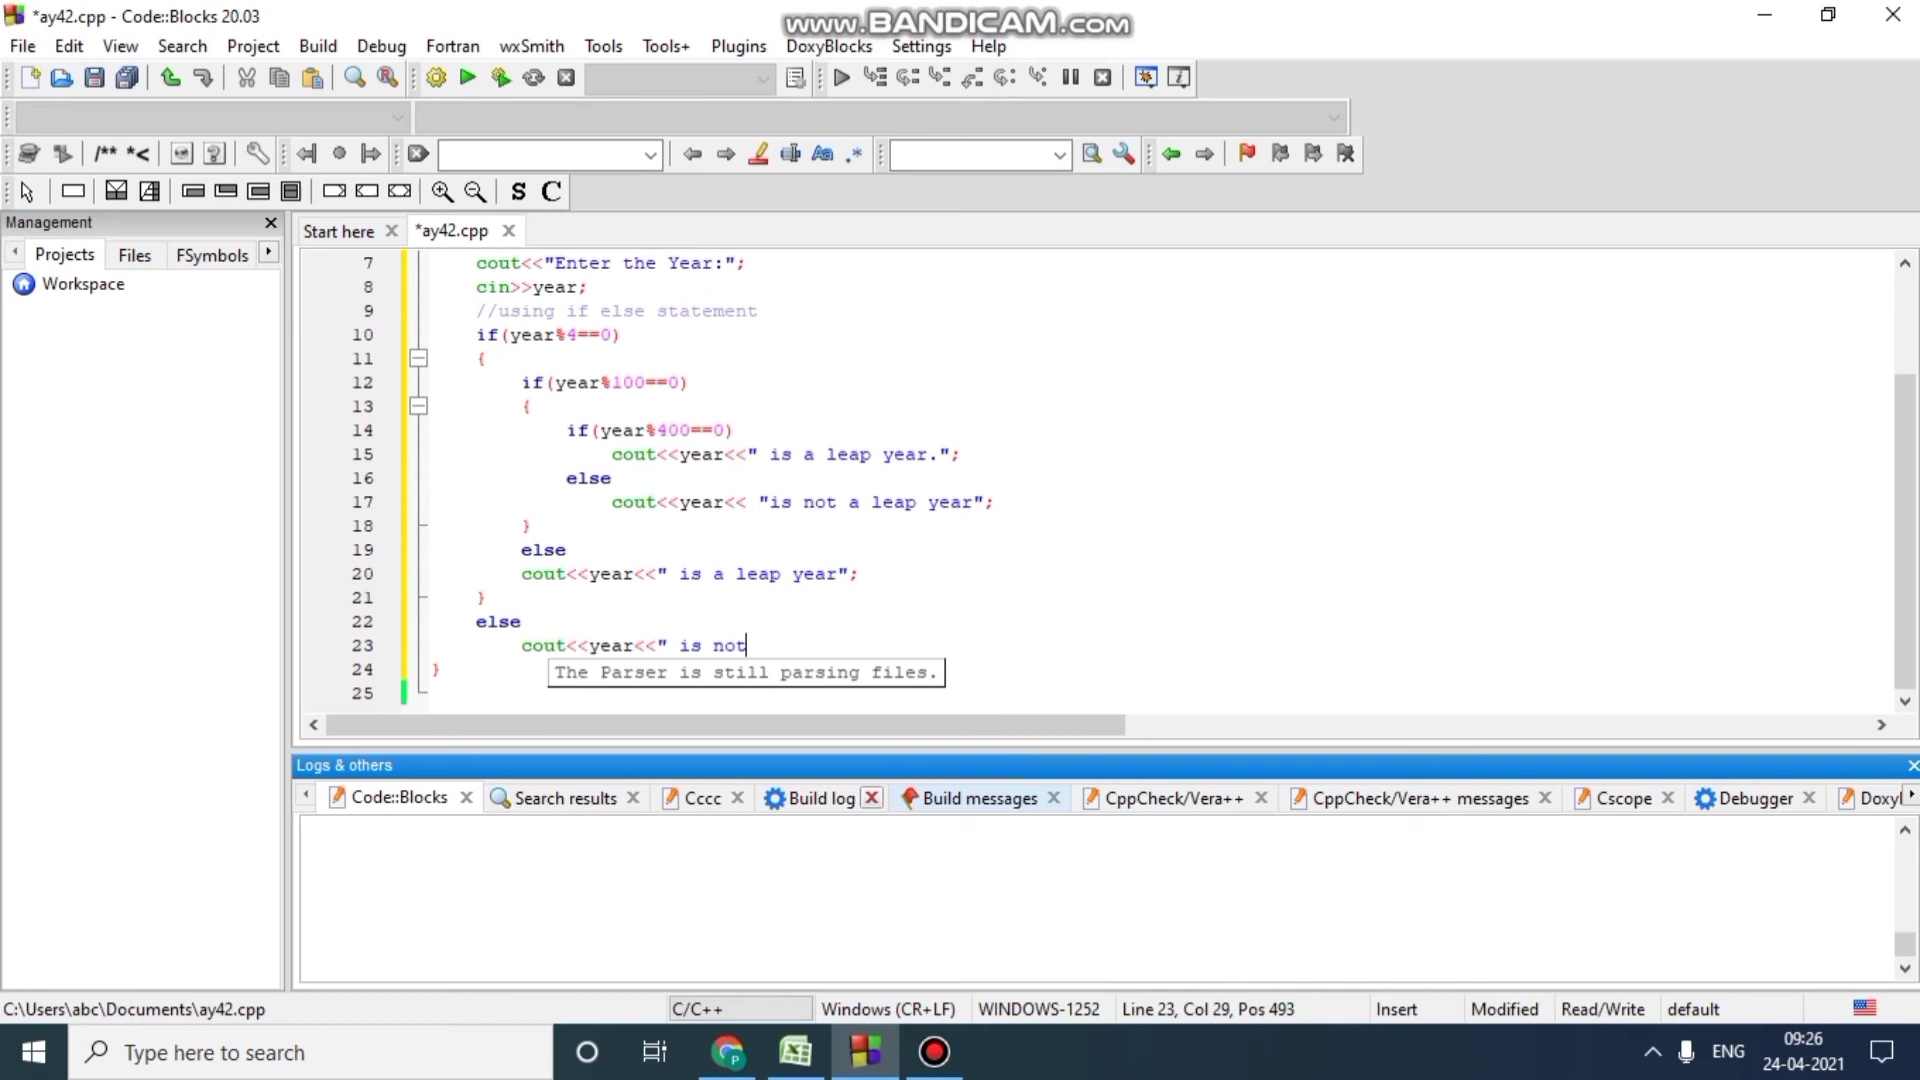 *ay42.cpp - Code::Blocks 20.03
www.BANDICAM.com
File Edit View Search Project Build Debug Fortran wxSmith Tools Tools+ Plugins DoxyBlocks Settings Help
/** *< 
S C
Management
Start here *ay42.cpp
Projects Files FSymbols
Workspace
7 cout<<"Enter the Year:";
8 cin>>year;
9 //using if else statement
10 if(year%4==0)
11 {
12 if(year%100==0)
13 {
14 if(year%400==0)
15 cout<<year<<" is a leap year.";
16 else
17 cout<<year<< "is not a leap year";
18 }
19 else
20 cout<<year<<" is a leap year";
21 }
22 else
23 cout<<year<<" is not
24 }
The Parser is still parsing files.
25
Logs & others
Code::Blocks Search results Cccc Build log Build messages CppCheck/Vera++ CppCheck/Vera++ messages Cscope Debugger Doxyl
C:\Users\abc\Documents\ay42.cpp C/C++ Windows (CR+LF) WINDOWS-1252 Line 23, Col 29, Pos 493 Insert Modified Read/Write default
Type here to search
ENG
09:26
24-04-2021